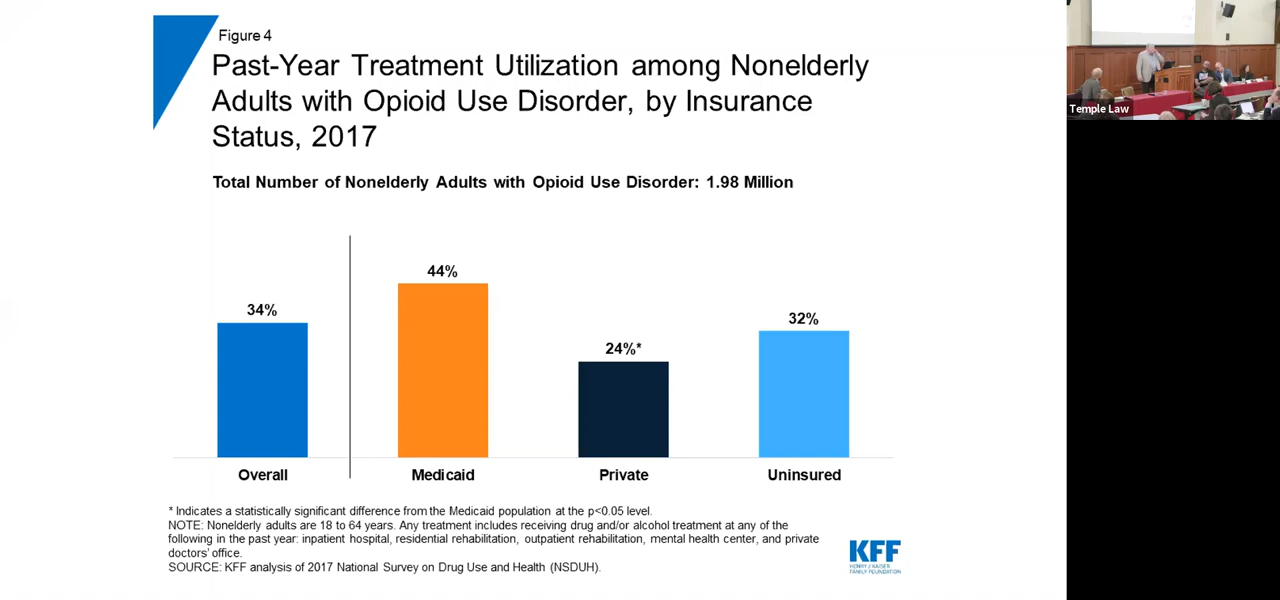 Figure 4
Past-Year Treatment Utilization among Nonelderly
Adults with Opioid Use Disorder, by Insurance
Status, 2017
Total Number of Nonelderly Adults with Opioid Use Disorder: 1.98 Million
34%
44%
24%*
32%
Overall
Medicaid
Private
Uninsured
* Indicates a statistically significant difference from the Medicaid population at the p<0.05 level.
NOTE: Nonelderly adults are 18 to 64 years. Any treatment includes receiving drug and/or alcohol treatment at any of the
following in the past year: inpatient hospital, residential rehabilitation, outpatient rehabilitation, mental health center, and private
doctors' office.
SOURCE: KFF analysis of 2017 National Survey on Drug Use and Health (NSDUH).
KFF
HENRY J KAISER
FAMILY FOUNDATION
Temple Law